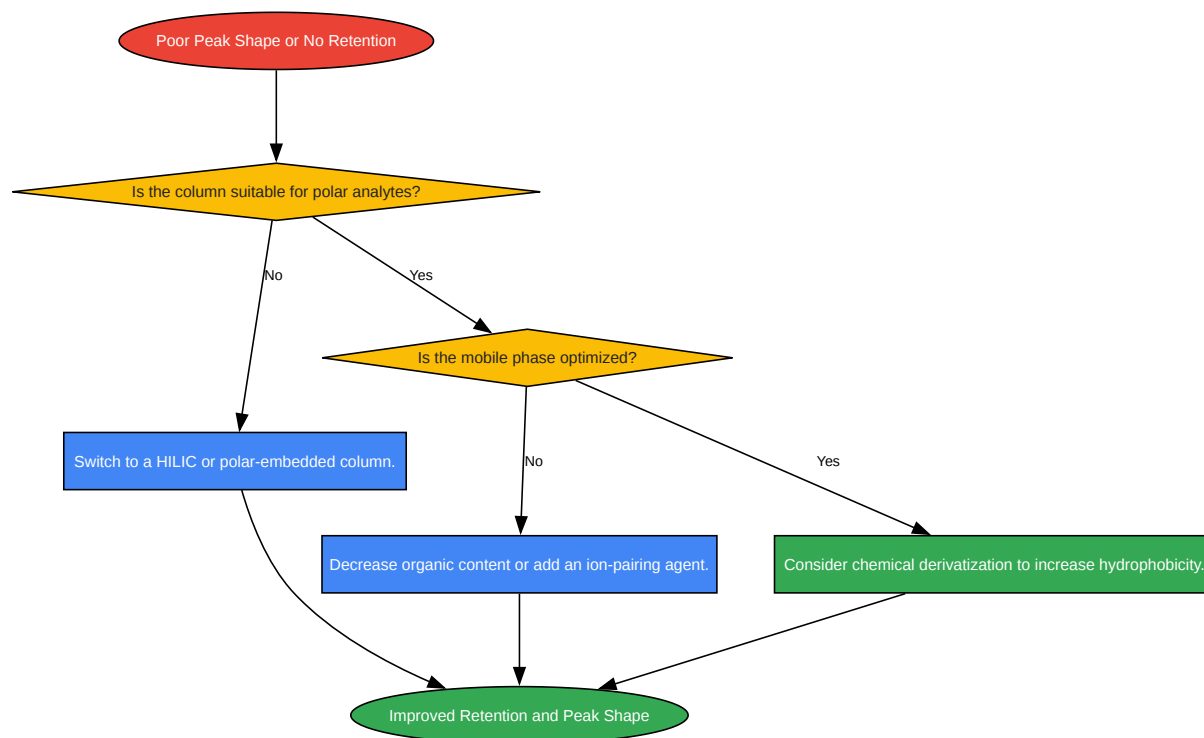 Poor Peak Shape or No Retention
Is the column suitable for polar analytes?
No
Yes
Is the mobile phase optimized?
Switch to a HILIC or polar-embedded column.
No
Yes
Decrease organic content or add an ion-pairing agent.
Consider chemical derivatization to increase hydrophobicity.
Improved Retention and Peak Shape